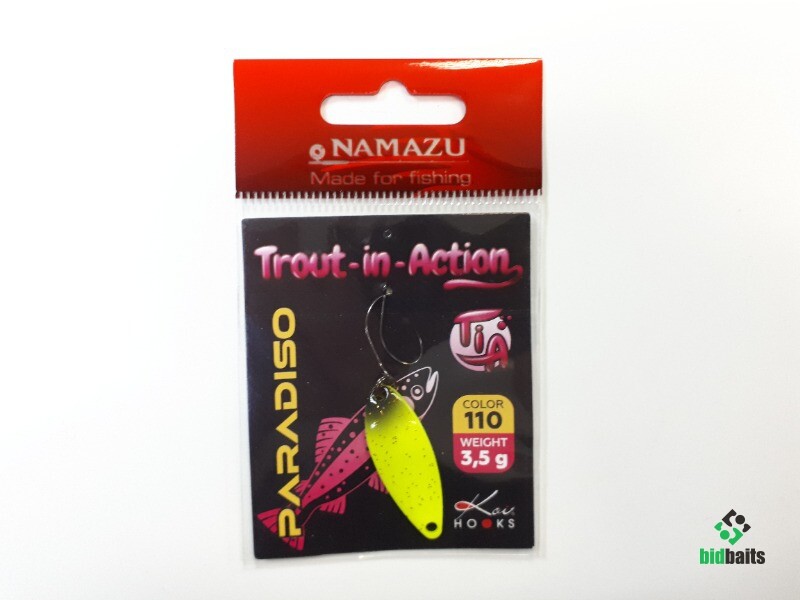 NAMAZU
Made for fishing
Trout-in-Action
PARADISO
TiA
COLOR
110
WEIGHT
3,5 g
Koi
HOOKS
bidbaits